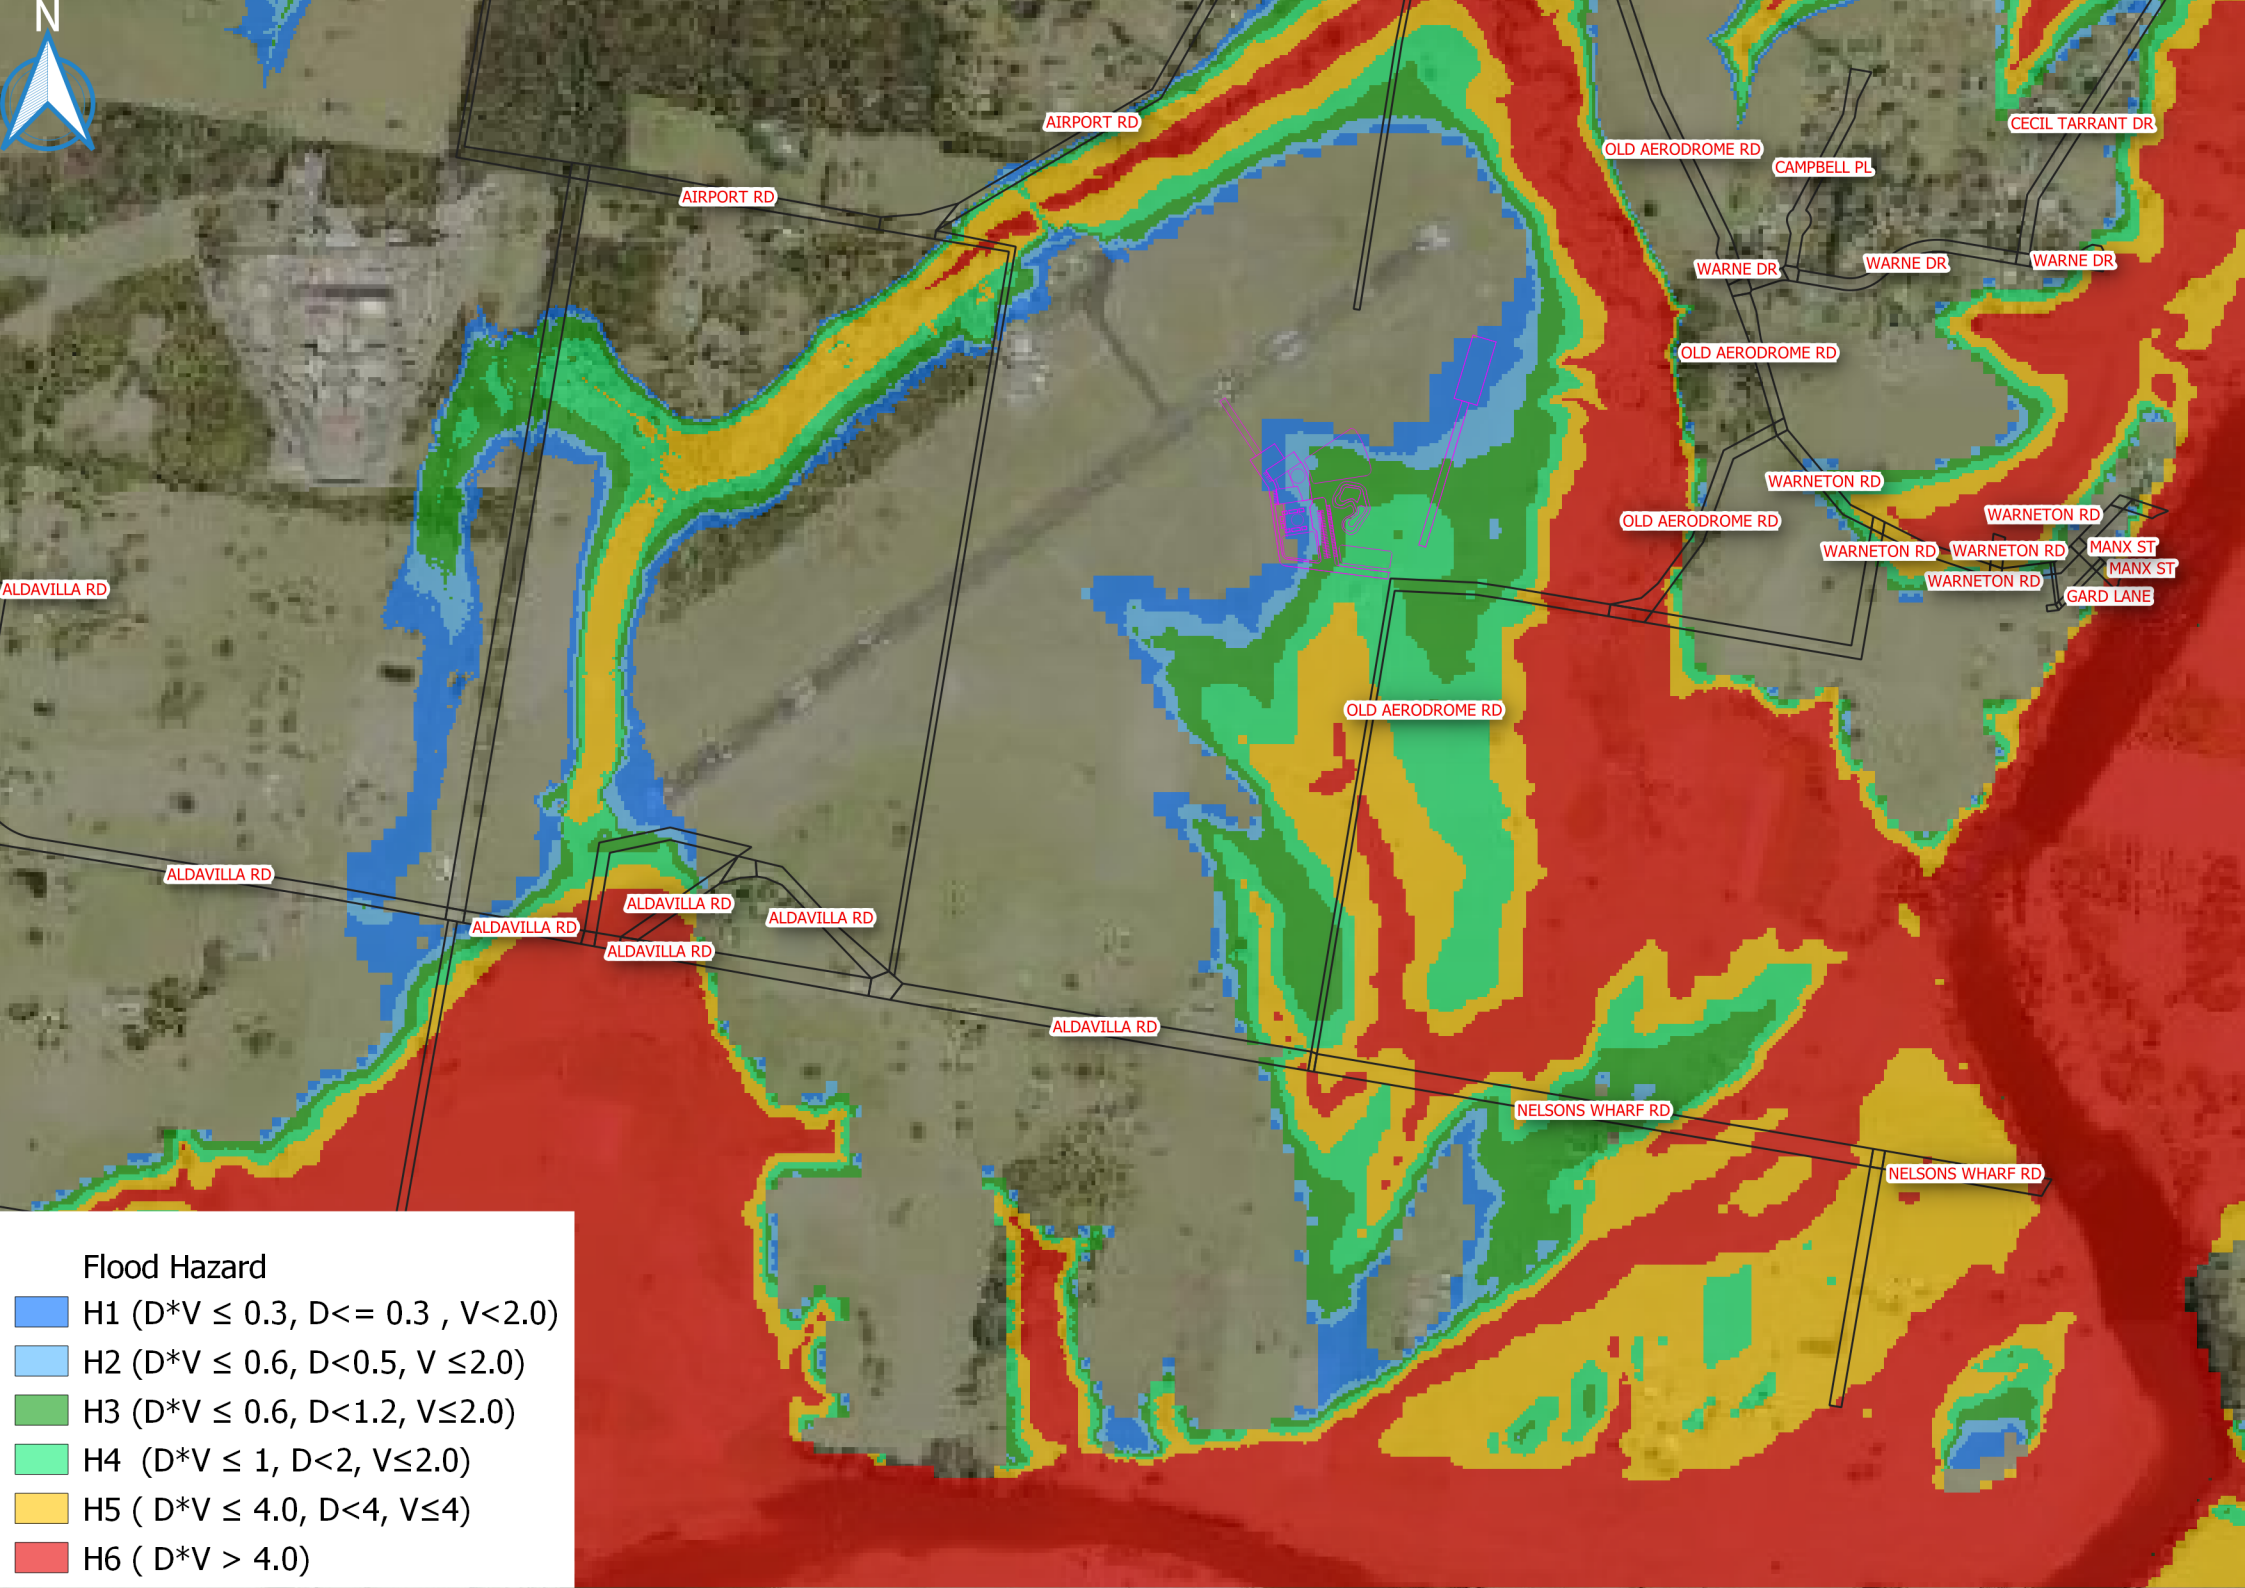 N
AIRPORT RD
CECIL TARRANT DR
OLD AERODROME RD
CAMPBELL PL
AIRPORT RD
WARNE DR
WARNE DR
WARNE DR
OLD AERODROME RD
WARNETON RD
WARNETON RD
OLD AERODROME RD
WARNETON RD
WARNETON RD
MANX ST
MANX ST
WARNETON RD
ALDAVILLA RD
GARD LANE
OLD AERODROME RD
ALDAVILLA RD
ALDAVILLA RD
ALDAVILLA RD
ALDAVILLA RD
ALDAVILLA RD
ALDAVILLA RD
NELSONS WHARF RD
NELSONS WHARF RD
Flood Hazard
H1 (D*V ≤ 0.3, D<= 0.3 , V<2.0)
H2 (D*V ≤ 0.6, D<0.5, V ≤2.0)
H3 (D*V ≤ 0.6, D<1.2, V≤2.0)
H4 (D*V ≤ 1, D<2, V≤2.0)
H5 ( D*V ≤ 4.0, D<4, V≤4)
H6 ( D*V > 4.0)